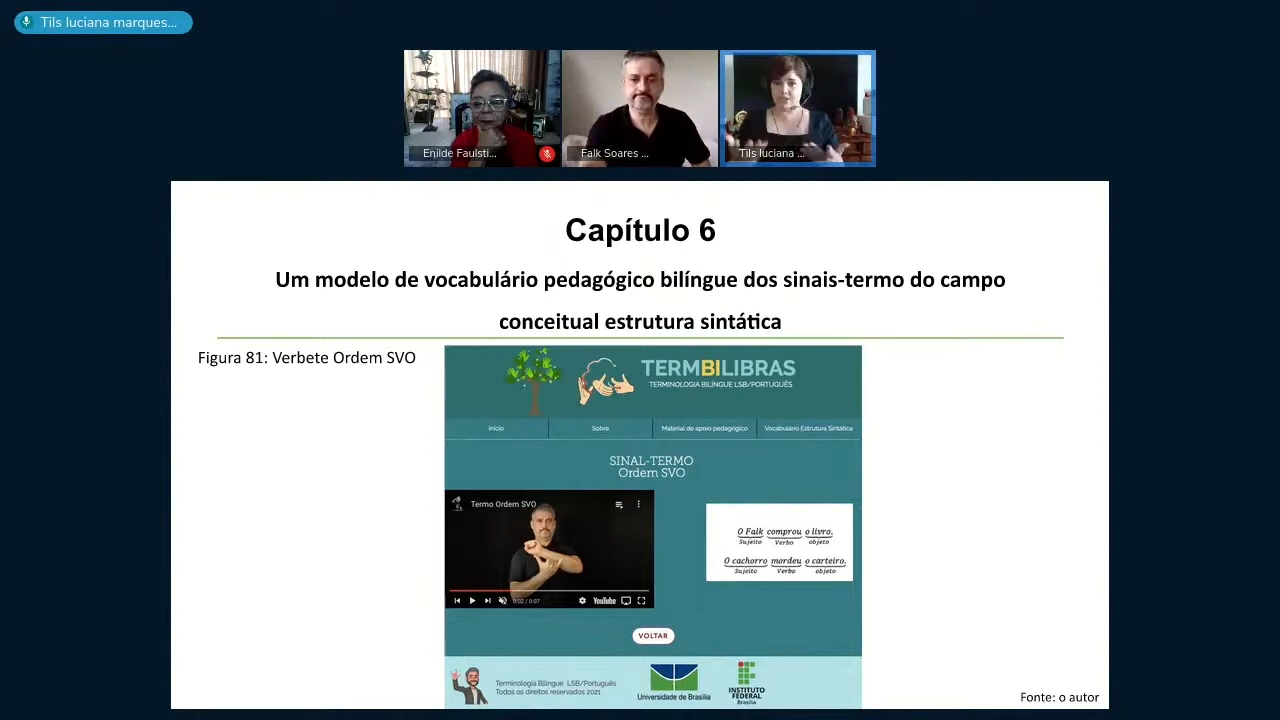 Tils luciana marques...
Enilde Faulsti...
Falk Soares ...
Tils luciana ...
Capítulo 6
Um modelo de vocabulário pedagógico bilíngue dos sinais-termo do campo
conceitual estrutura sintática
Figura 81: Verbete Ordem SVO
TERMBILIBRAS
TERMINOLOGIA BILÍNGUE LSB/PORTUGUÊS
Início
Sobre
Material de apoio pedagógico
Vocabulário Estrutura Sintática
SINAL-TERMO
Ordem SVO
Termo Ordem SVO
0:02 / 0:07
YouTube
O Falk comprou o livro.
Sujeito Verbo objeto
O cachorro mordeu o carteiro.
Sujeito Verbo objeto
VOLTAR
Terminologia Bilíngue LSB/Português
Todos os direitos reservados 2021
Universidade de Brasília
INSTITUTO
FEDERAL
Brasília
Fonte: o autor